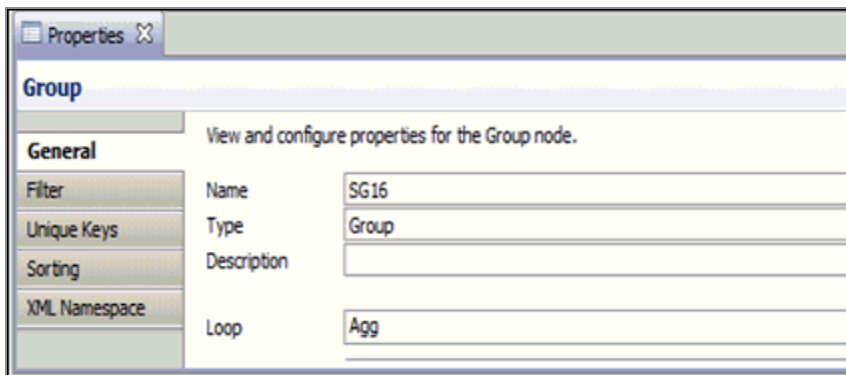 Properties
Group
General
View and configure properties for the Group node.
Filter
Name
SG16
Unique Keys
Type
Group
Sorting
Description
XML Namespace
Loop
Agg